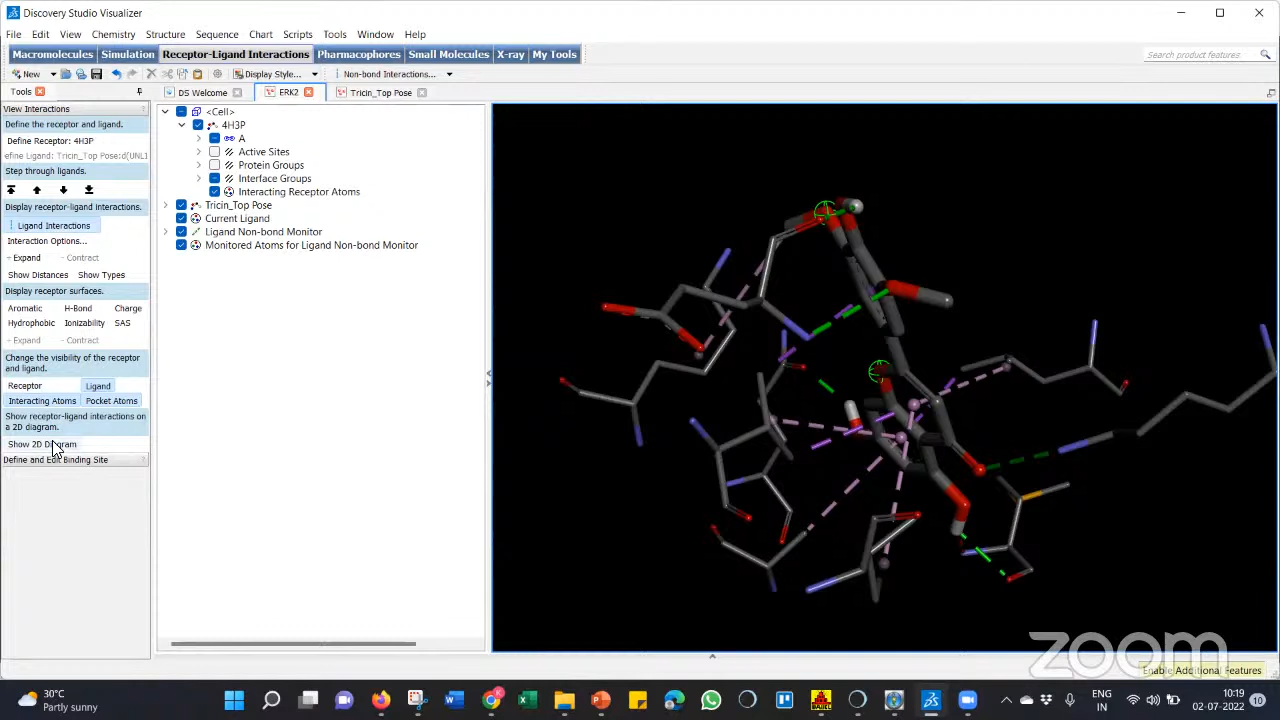 Discovery Studio Visualizer
File Edit View Chemistry Structure Sequence Chart Scripts Tools Window Help
Macromolecules Simulation Receptor-Ligand Interactions Pharmacophores Small Molecules X-ray My Tools
Search product features.
New Display Style... Non-bond Interactions...
Tools
DS Welcome ERK2 Tricin_Top Pose
View Interactions
Define the receptor and ligand.
Define Receptor: 4H3P
efine Ligand: Tricin_Top Pose:d(UNL1
Step through ligands.
Display receptor-ligand interactions.
Ligand Interactions
Interaction Options...
+ Expand - Contract
Show Distances Show Types
Display receptor surfaces.
Aromatic H-Bond Charge
Hydrophobic Ionizability SAS
+ Expand - Contract
Change the visibility of the receptor
and ligand.
Receptor Ligand
Interacting Atoms Pocket Atoms
Show receptor-ligand interactions on
a 2D diagram.
Show 2D Diagram
Define and Edit Binding Site
<Cell>
4H3P
A
Active Sites
Protein Groups
Interface Groups
Interacting Receptor Atoms
Tricin_Top Pose
Current Ligand
Ligand Non-bond Monitor
Monitored Atoms for Ligand Non-bond Monitor
zoom
Enable Additional Features
30°C
Partly sunny
BAJEL
ENG
IN
10:19
02-07-2022
10